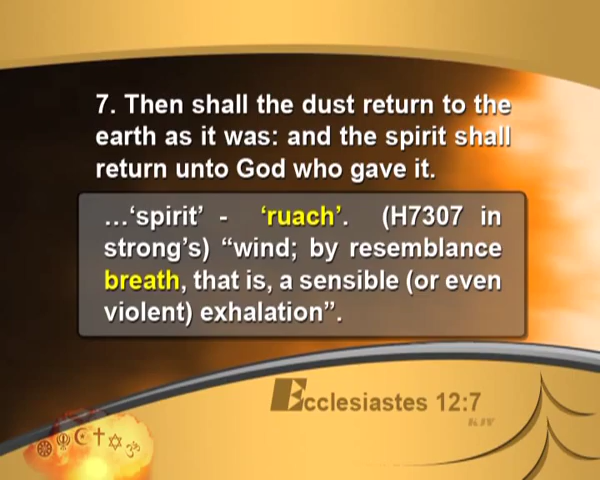 7. Then shall the dust return to the
earth as it was: and the spirit shall
return unto God who gave it.
…‘spirit’ - ‘ruach’. (H7307 in
strong’s) “wind; by resemblance
breath, that is, a sensible (or even
violent) exhalation”.
Ecclesiastes 12:7
KJV